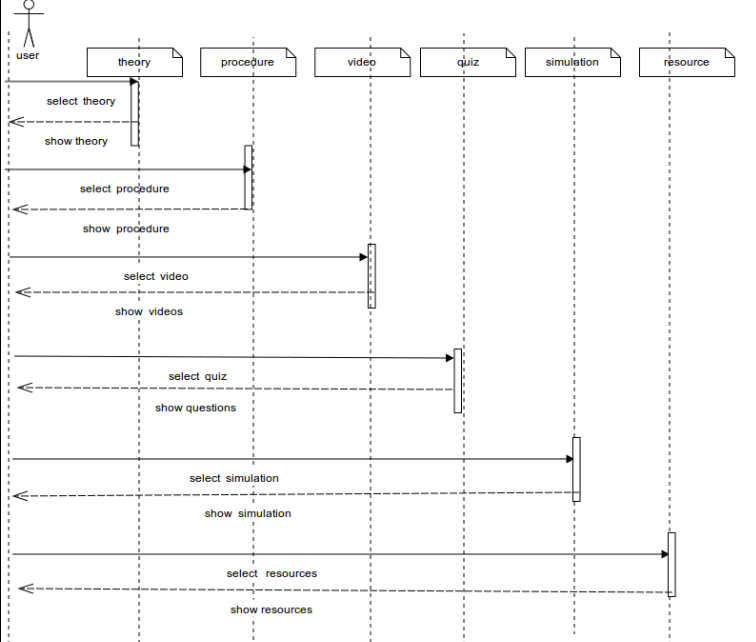 user
theory
procedure
video
quiz
simulation
resource
select theory
show theory
select procedure
show procedure
select video
show videos
select quiz
show questions
select simulation
show simulation
select resources
show resources